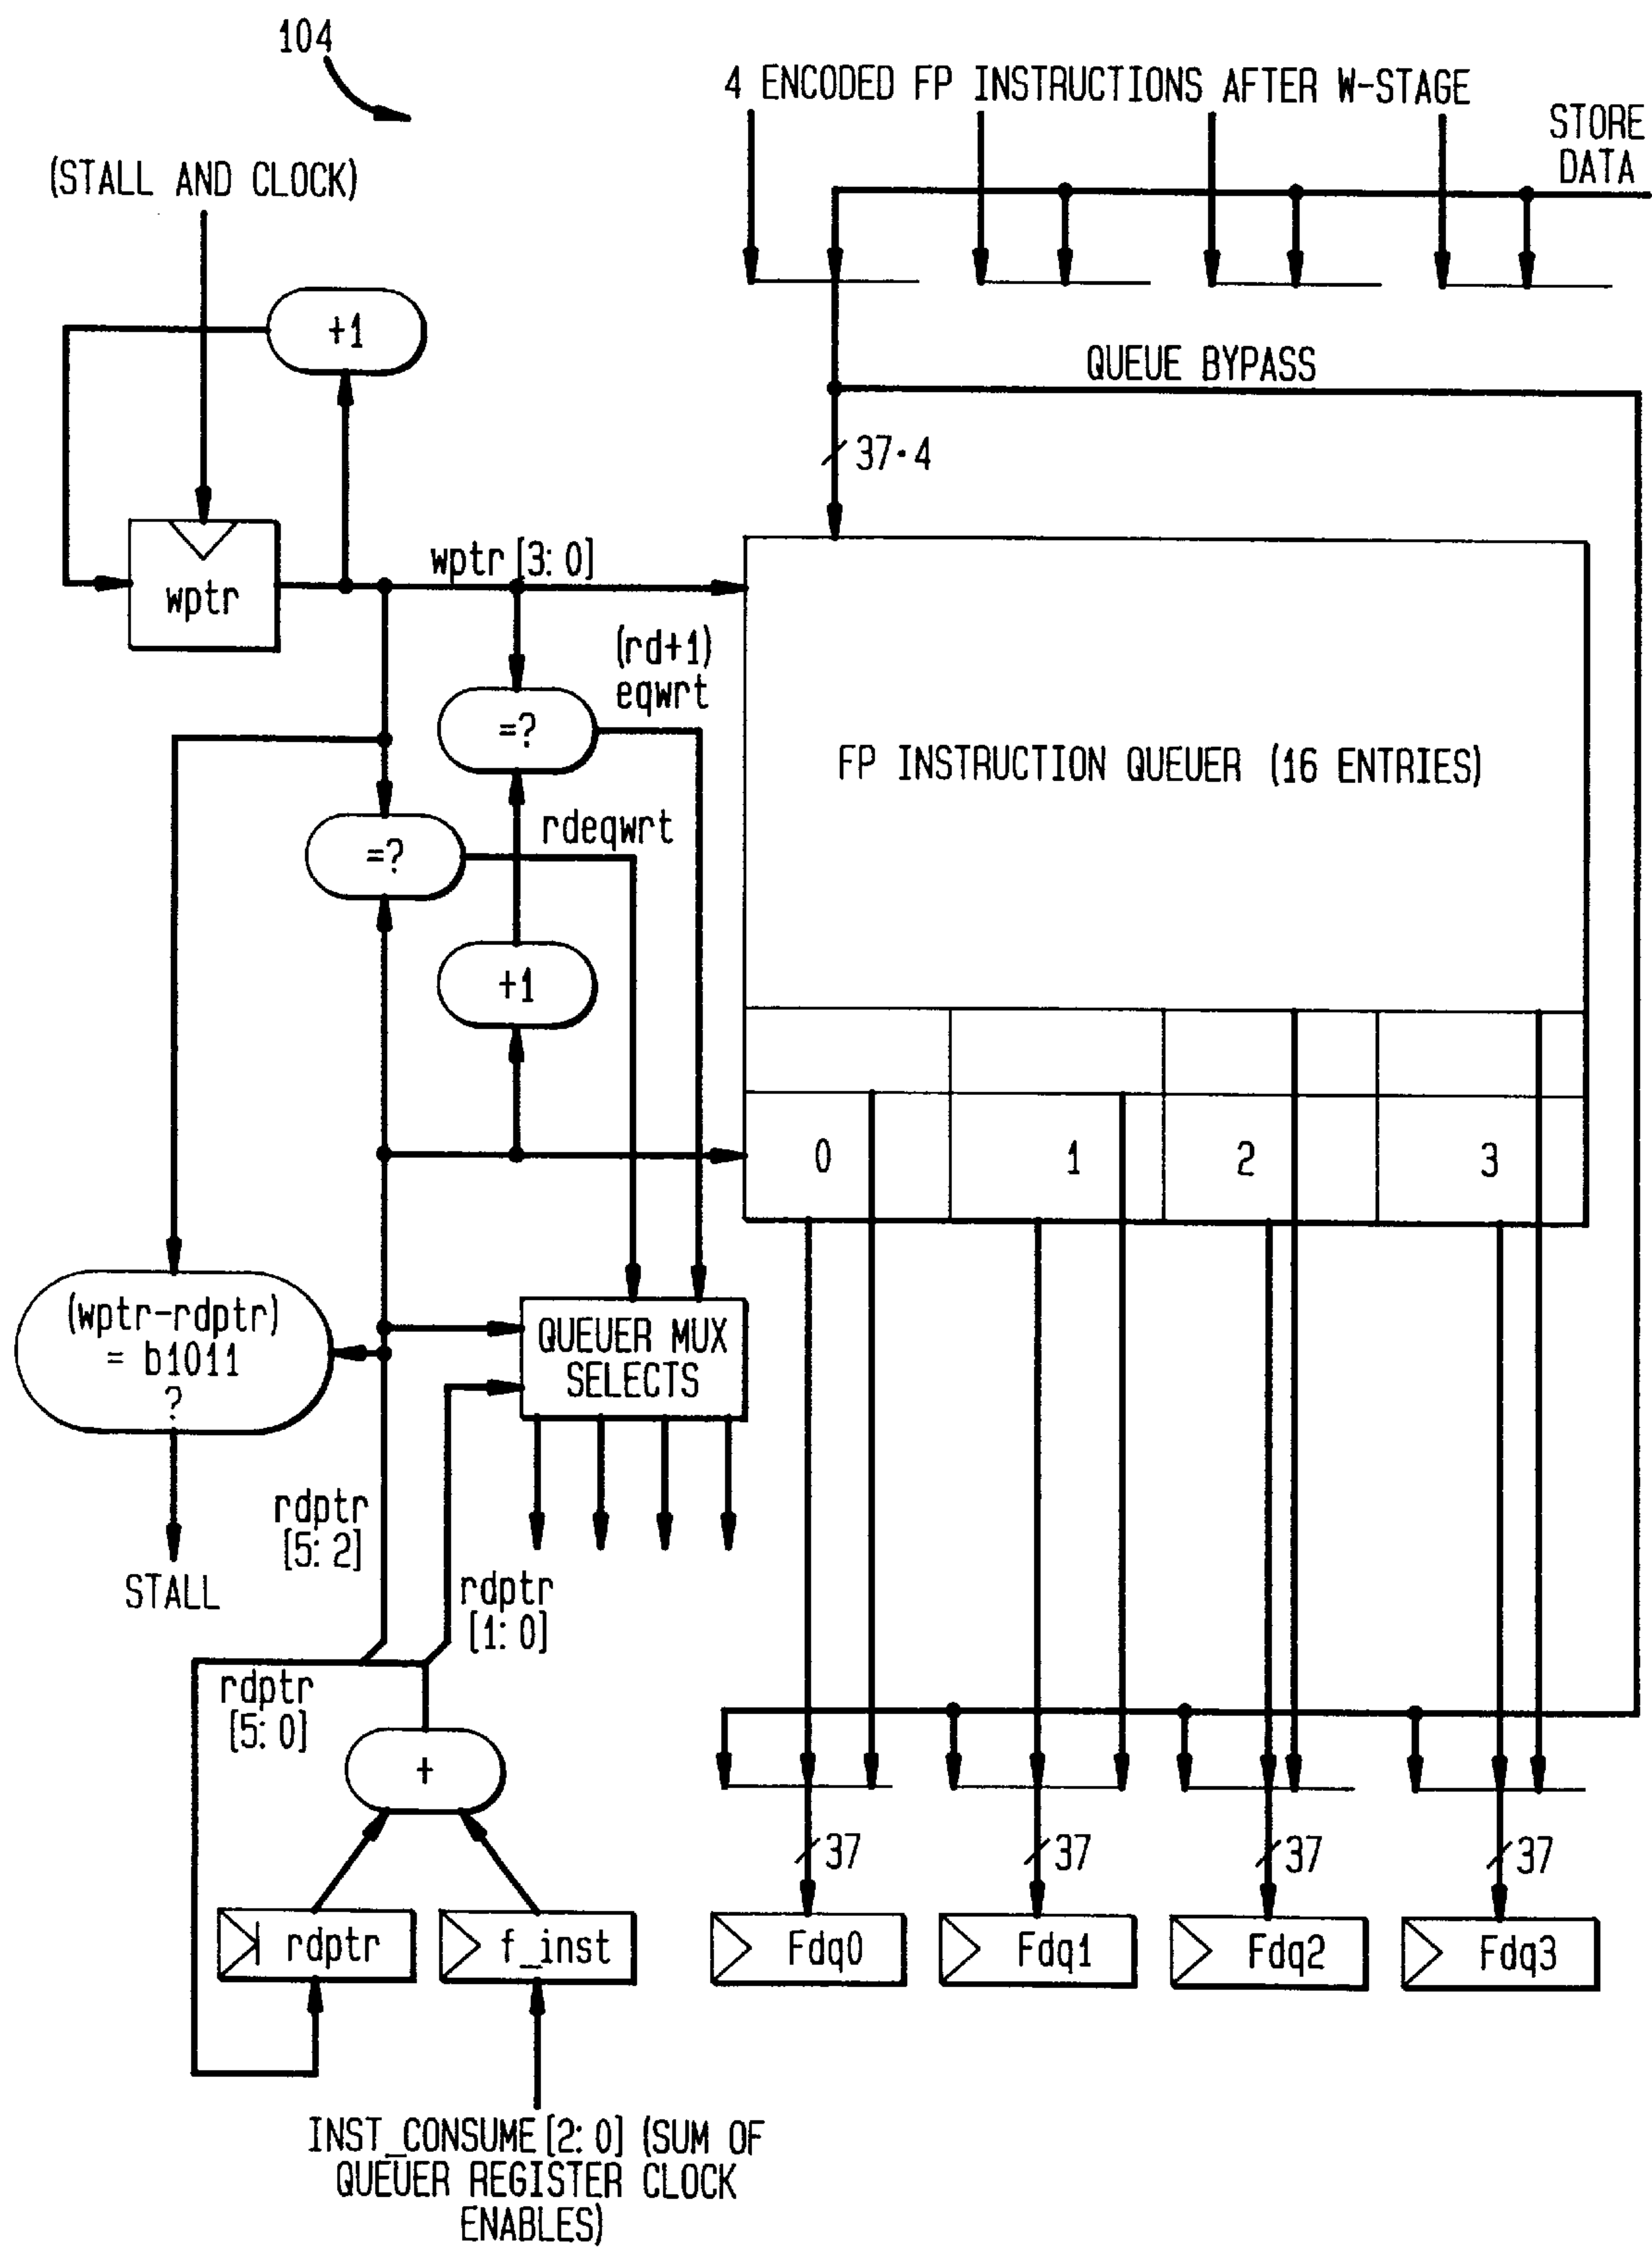 104
4 ENCODED FP INSTRUCTIONS AFTER W-STAGE
STORE
DATA
(STALL AND CLOCK)
+1
QUEUE BYPASS
37·4
wptr
wptr [3: 0]
(rd+1)
eqwrt
=?
FP INSTRUCTION QUEUER (16 ENTRIES)
rdeqwrt
=?
+1
0
1
2
3
(wptr-rdptr)
= b1011
?
QUEUER MUX
SELECTS
rdptr
[5: 2]
STALL
rdptr
[1: 0]
rdptr
[5: 0]
+
37
37
37
37
rdptr
f_inst
Fdq0
Fdq1
Fdq2
Fdq3
INST_CONSUME [2: 0] (SUM OF
QUEUER REGISTER CLOCK
ENABLES)